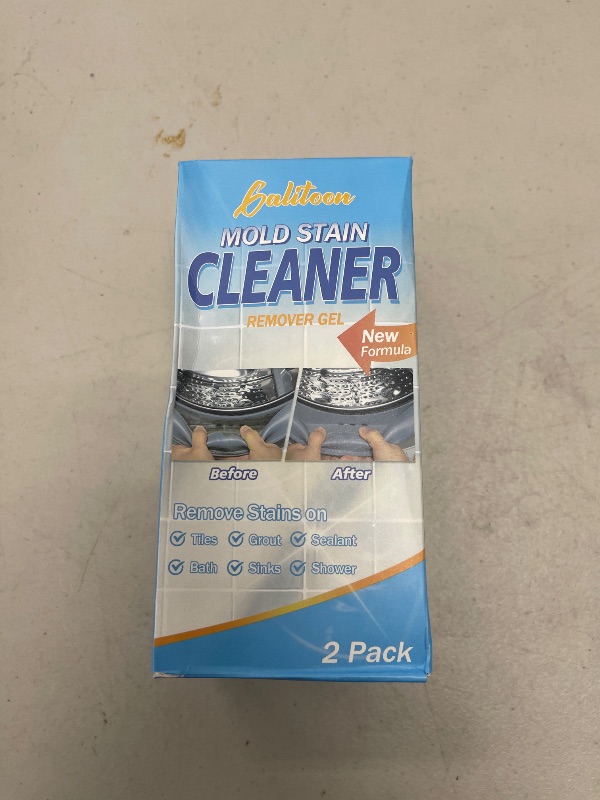 Galitoon
MOLD STAIN
CLEANER
REMOVER GEL
New
Formula
Before After
Remove Stains on
Tiles Grout Sealant
Bath Sinks Shower
2 Pack